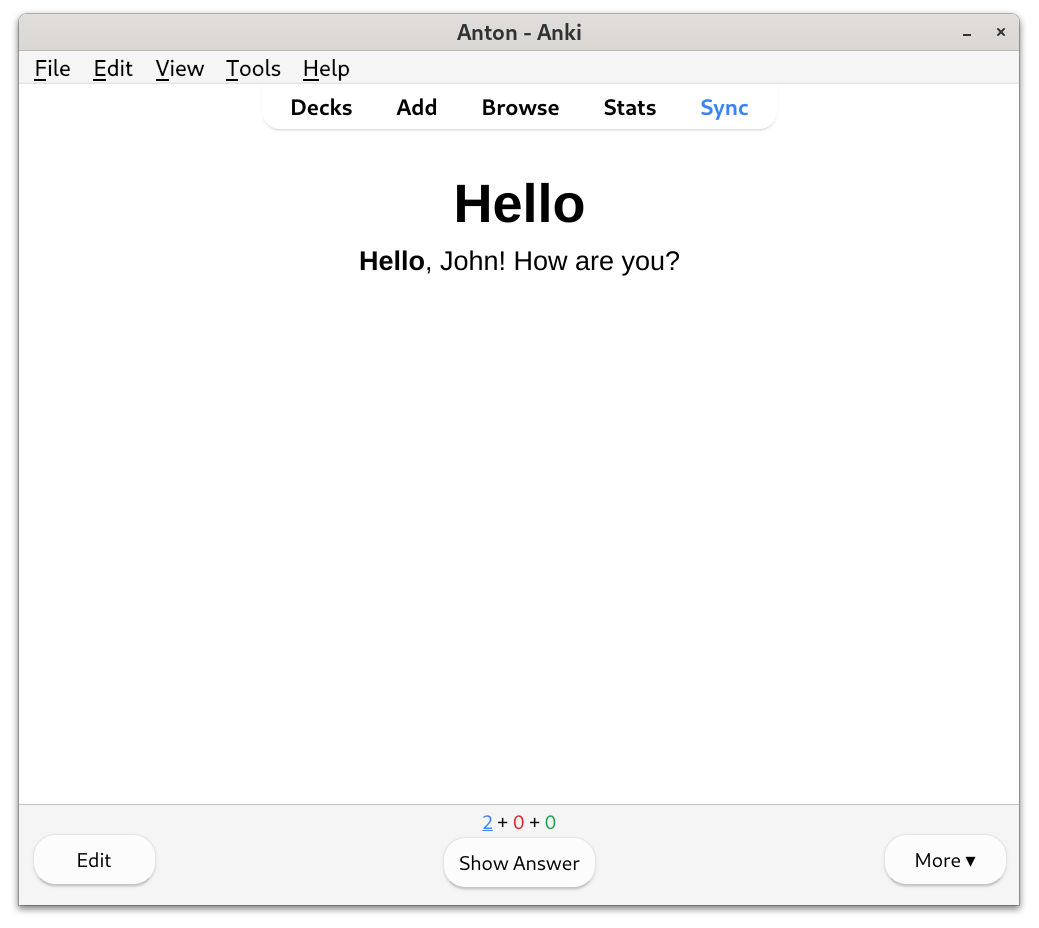 Anton - Anki
File Edit View Tools Help
Decks Add Browse Stats Sync
Hello
Hello, John! How are you?
2 + 0 + 0
Edit Show Answer More ▾